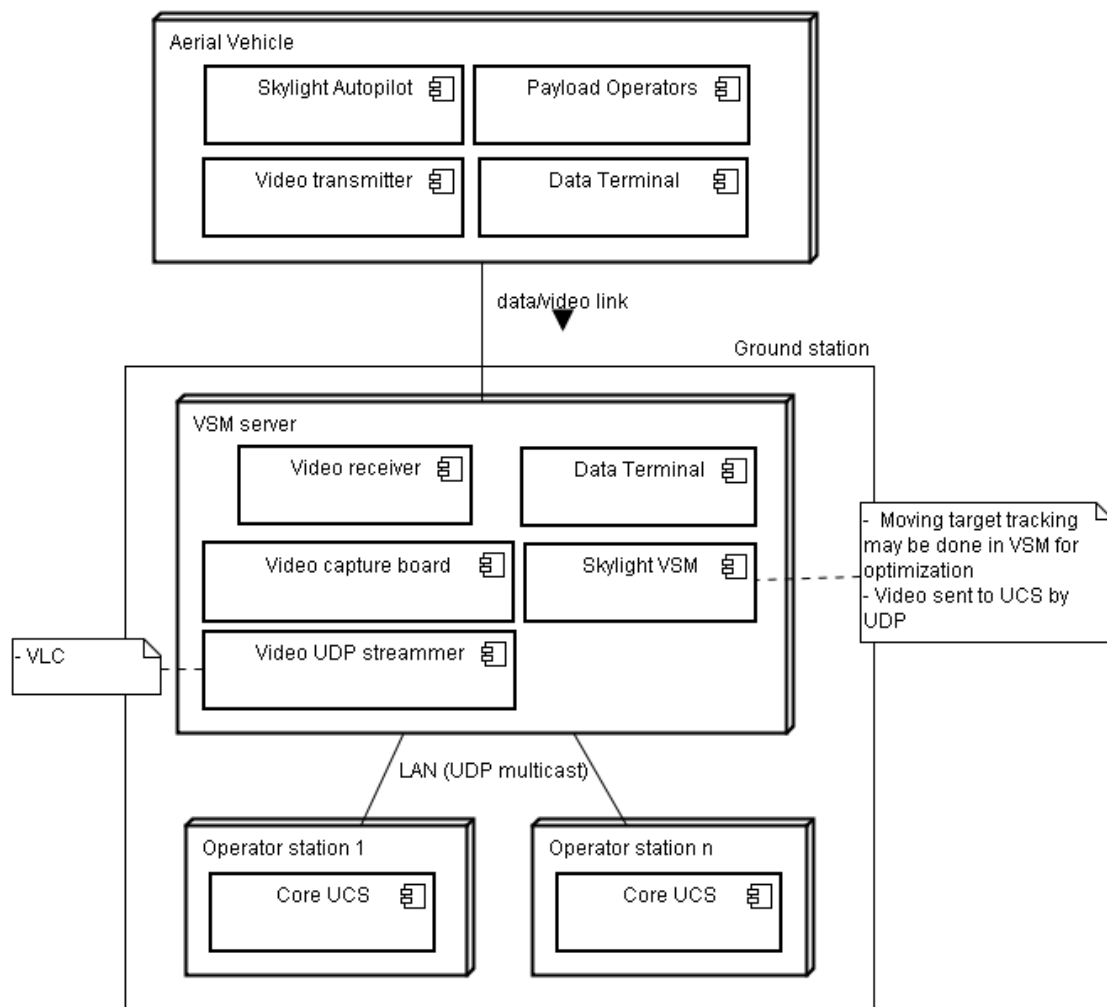 Aerial Vehicle
Skylight Autopilot
Payload Operators
Video transmitter
Data Terminal
data/video link
Ground station
VSM server
Video receiver
Data Terminal
- Moving target tracking
may be done in VSM for
optimization
- Video sent to UCS by
UDP
Video capture board
Skylight VSM
Video UDP streammer
- VLC
LAN (UDP multicast)
Operator station 1
Operator station n
Core UCS
Core UCS